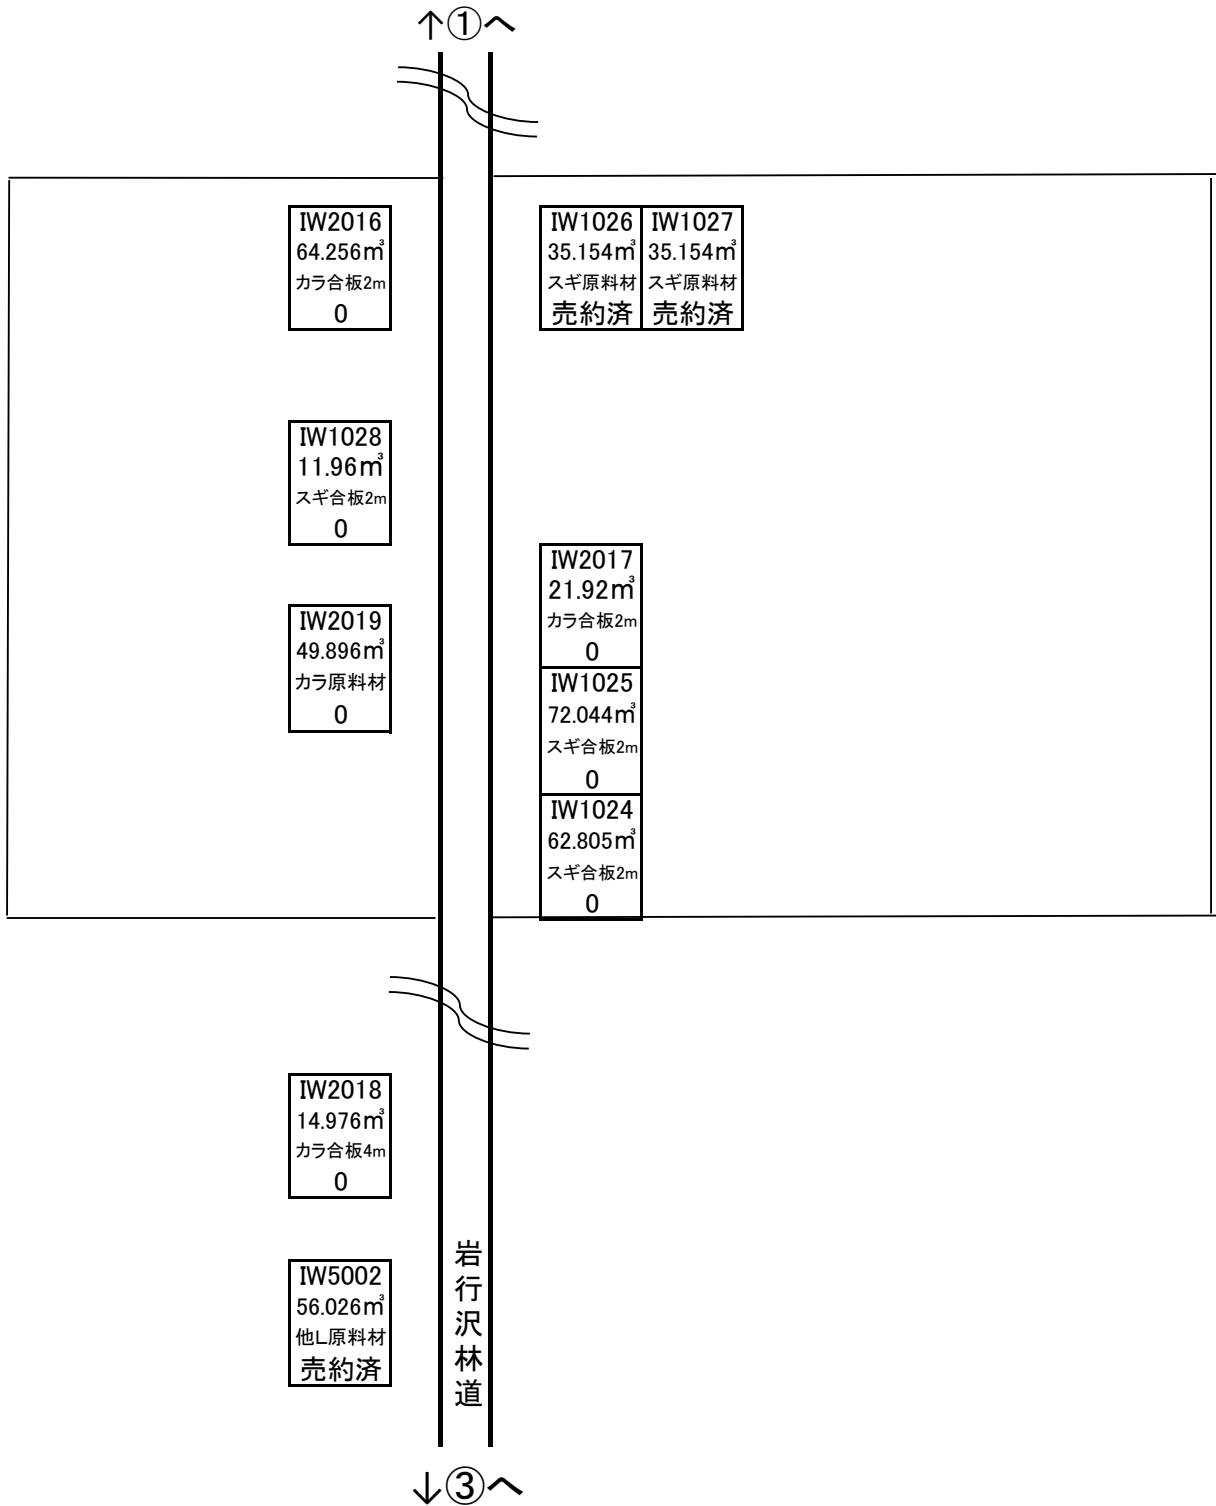 ↑①へ
IW2016
64.256㎥
カラ合板2m
0
IW1026
35.154㎥
スギ原料材
売約済
IW1027
35.154㎥
スギ原料材
売約済
IW1028
11.96㎥
スギ合板2m
0
IW2017
21.92㎥
カラ合板2m
0
IW2019
49.896㎥
カラ原料材
0
IW1025
72.044㎥
スギ合板2m
0
IW1024
62.805㎥
スギ合板2m
0
IW2018
14.976㎥
カラ合板4m
0
IW5002
56.026㎥
他L原料材
売約済
岩行沢林道
↓③へ